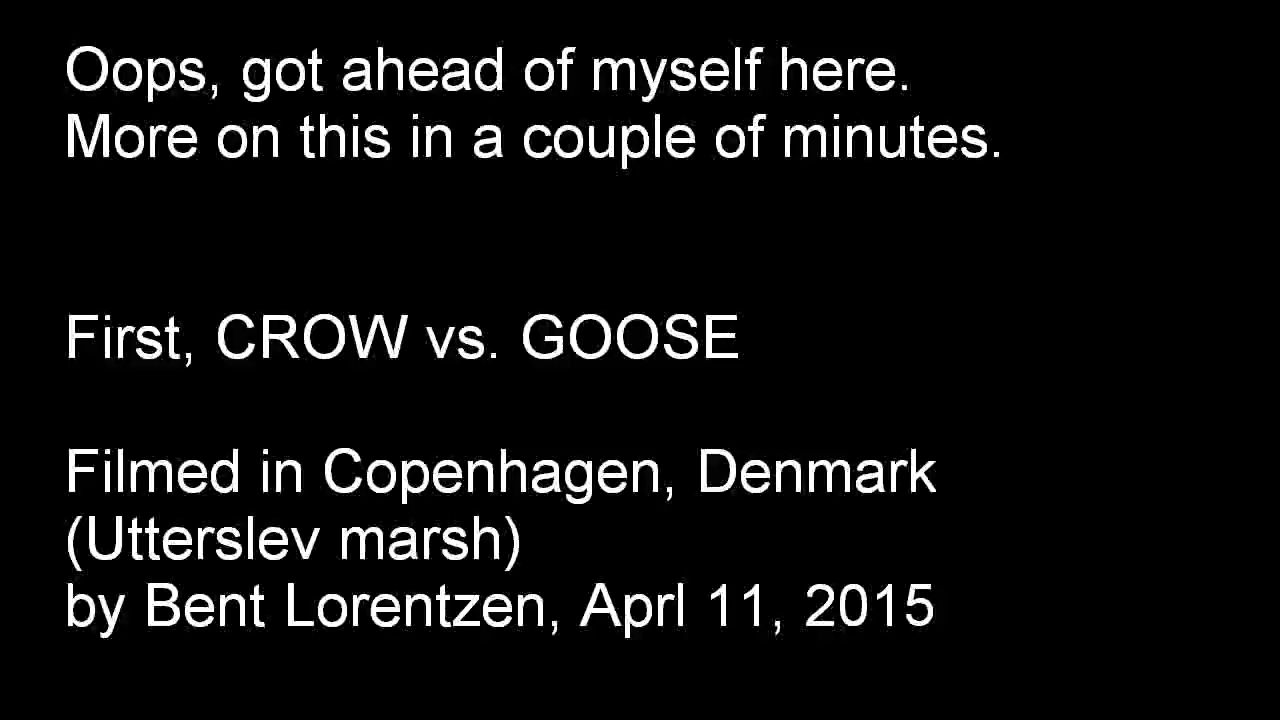 Oops, got ahead of myself here.
More on this in a couple of minutes.
First, CROW vs. GOOSE
Filmed in Copenhagen, Denmark
(Utterslev marsh)
by Bent Lorentzen, Aprl 11, 2015